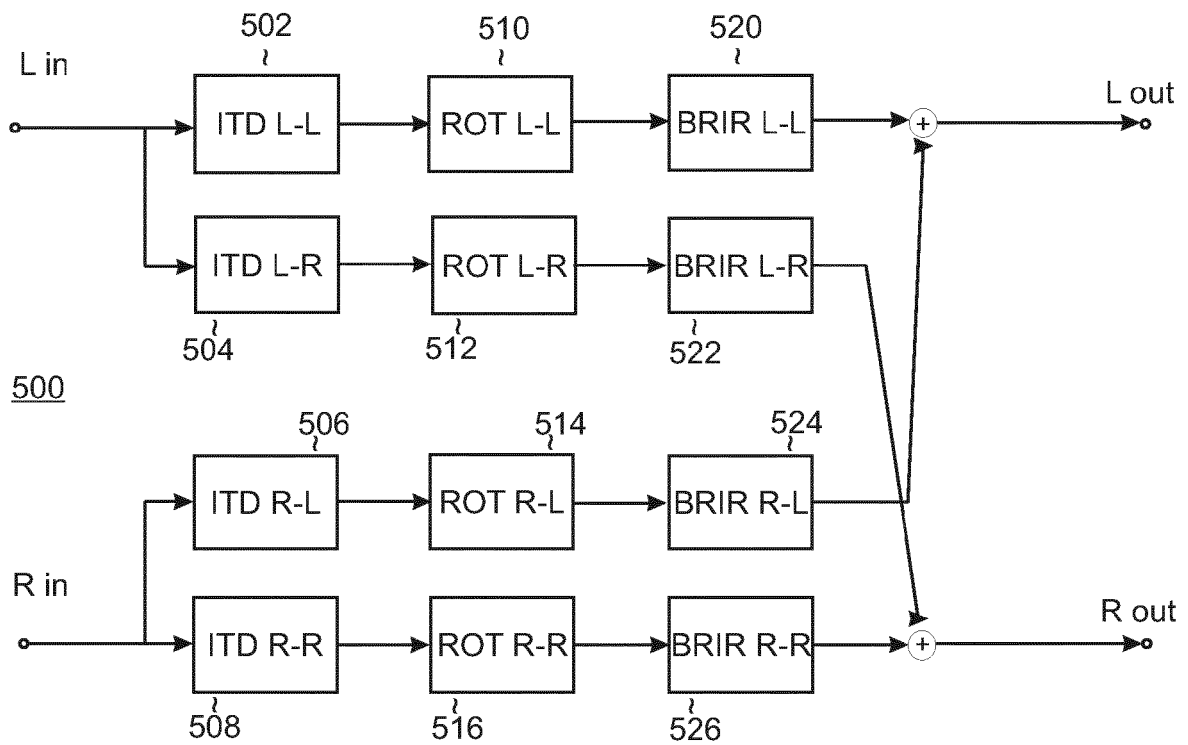 502
510
520
L in
L out
ITD L-L
ROT L-L
BRIR L-L
+
ITD L-R
ROT L-R
BRIR L-R
504
512
522
500
506
514
524
ITD R-L
ROT R-L
BRIR R-L
R in
R out
ITD R-R
ROT R-R
BRIR R-R
+
508
516
526